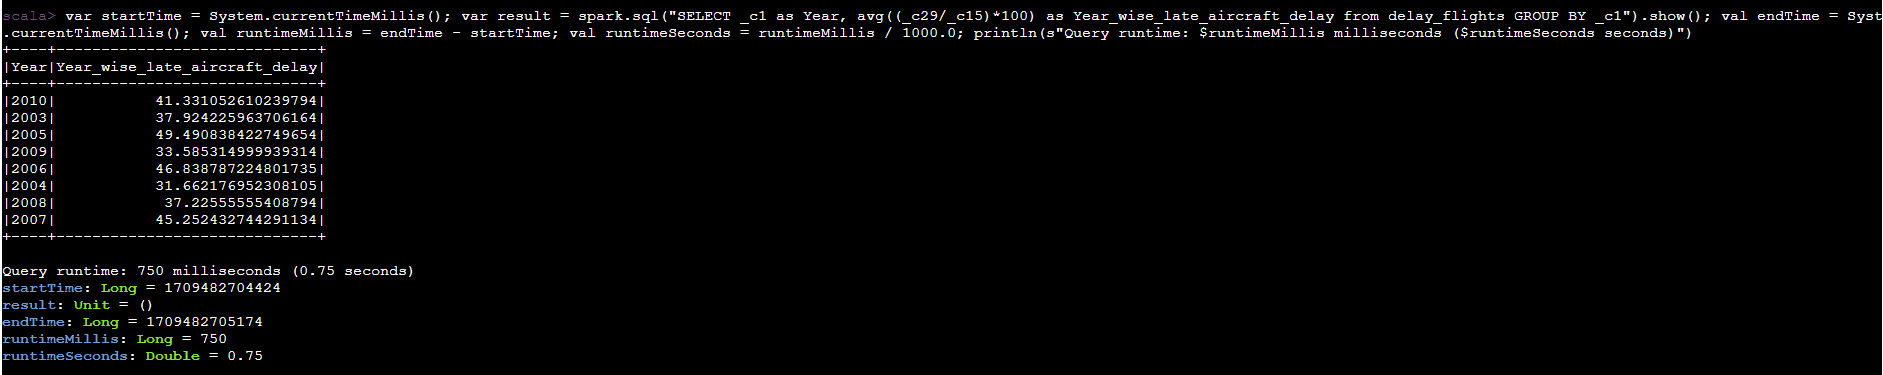 scala> var startTime = System.currentTimeMillis(); var result = spark.sql("SELECT _c1 as Year, avg((_c29/_c15)*100) as Year_wise_late_aircraft_delay from delay_flights GROUP BY _c1").show(); val endTime = Syst
.currentTimeMillis(); val runtimeMillis = endTime - startTime; val runtimeSeconds = runtimeMillis / 1000.0; println(s"Query runtime: $runtimeMillis milliseconds ($runtimeSeconds seconds)")
+----+-----------------------------+
|Year|Year_wise_late_aircraft_delay|
+----+-----------------------------+
|2010|           41.331052610239794|
|2003|           37.924225963706164|
|2005|           49.490838422749654|
|2009|           33.585314999939314|
|2006|           46.838787224801735|
|2004|           31.662176952308105|
|2008|            37.22555555408794|
|2007|           45.252432744291134|
+----+-----------------------------+
Query runtime: 750 milliseconds (0.75 seconds)
startTime: Long = 1709482704424
result: Unit = ()
endTime: Long = 1709482705174
runtimeMillis: Long = 750
runtimeSeconds: Double = 0.75